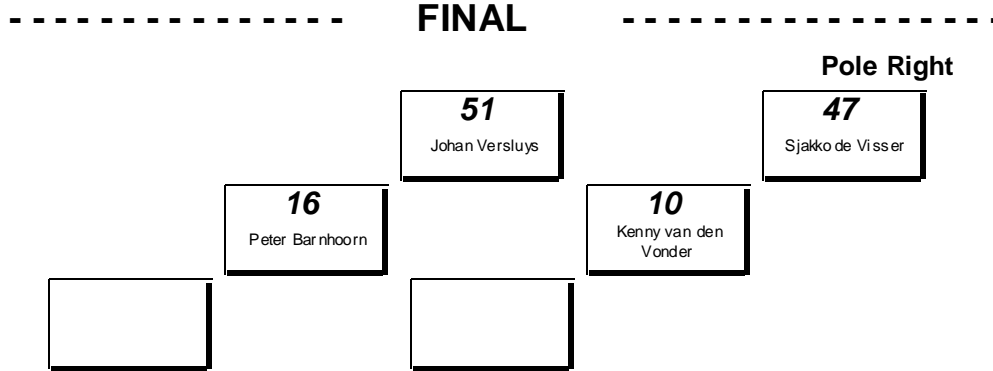 - - - - - - - - - - - - - - - - FINAL - - - - - - - - - - - - - - - - - -
Pole Right
51
Johan Versluys
47
Sjakko de Visser
16
Peter Barnhoorn
10
Kenny van den
Vonder